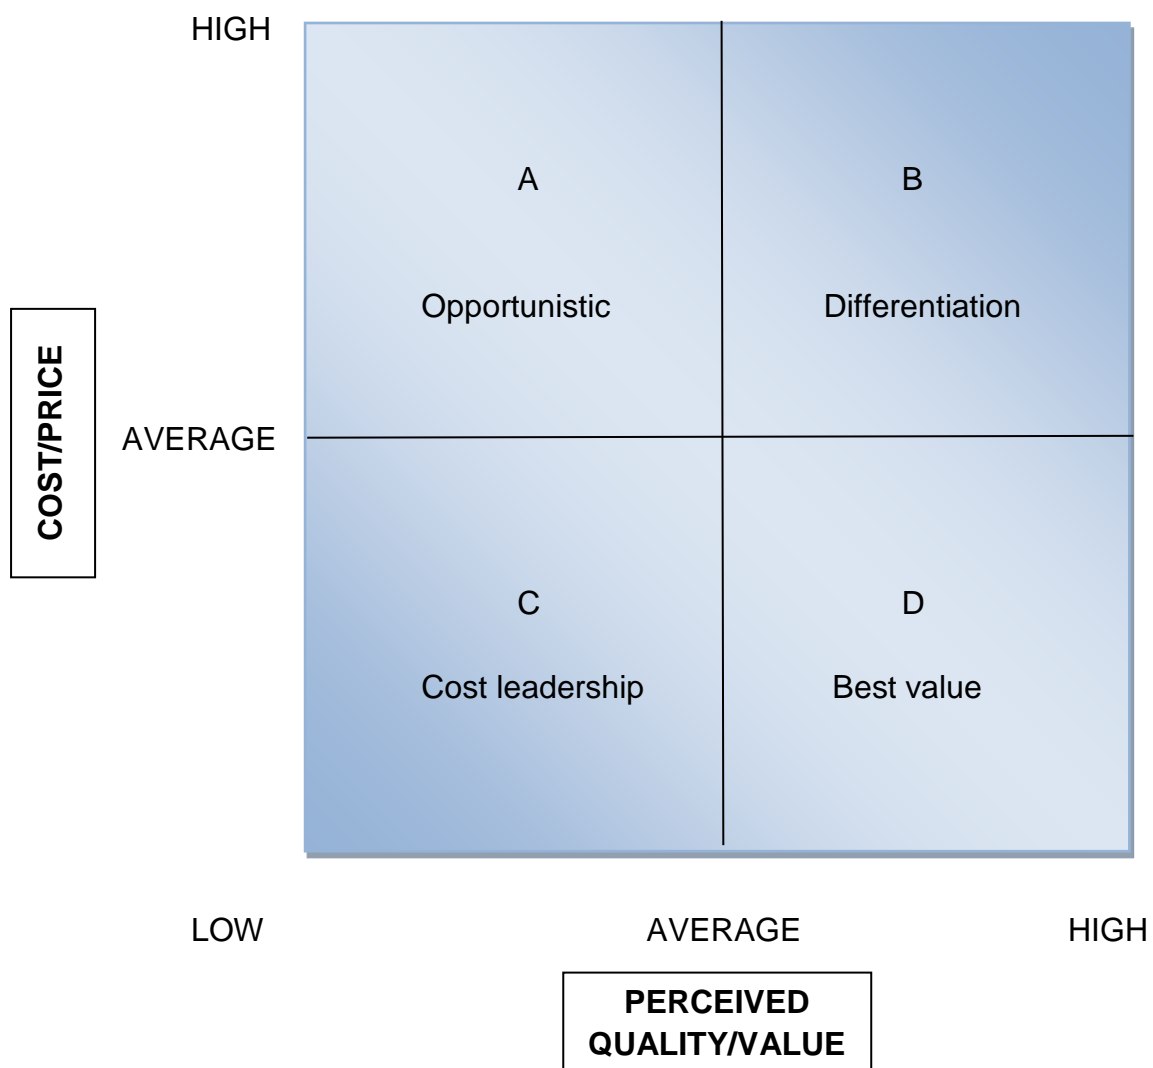 HIGH
A
B
Opportunistic
Differentiation
COST/PRICE
AVERAGE
C
D
Cost leadership
Best value
LOW
AVERAGE
HIGH
PERCEIVED
QUALITY/VALUE